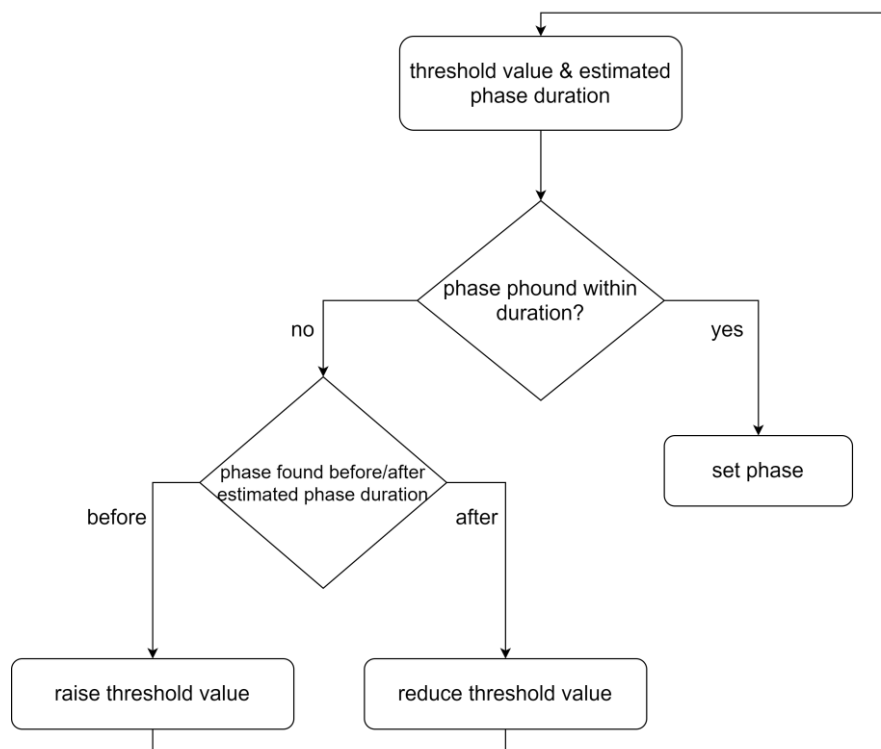 threshold value & estimated
phase duration
phase phound within
duration?
no
yes
phase found before/after
estimated phase duration
set phase
before
after
raise threshold value
reduce threshold value